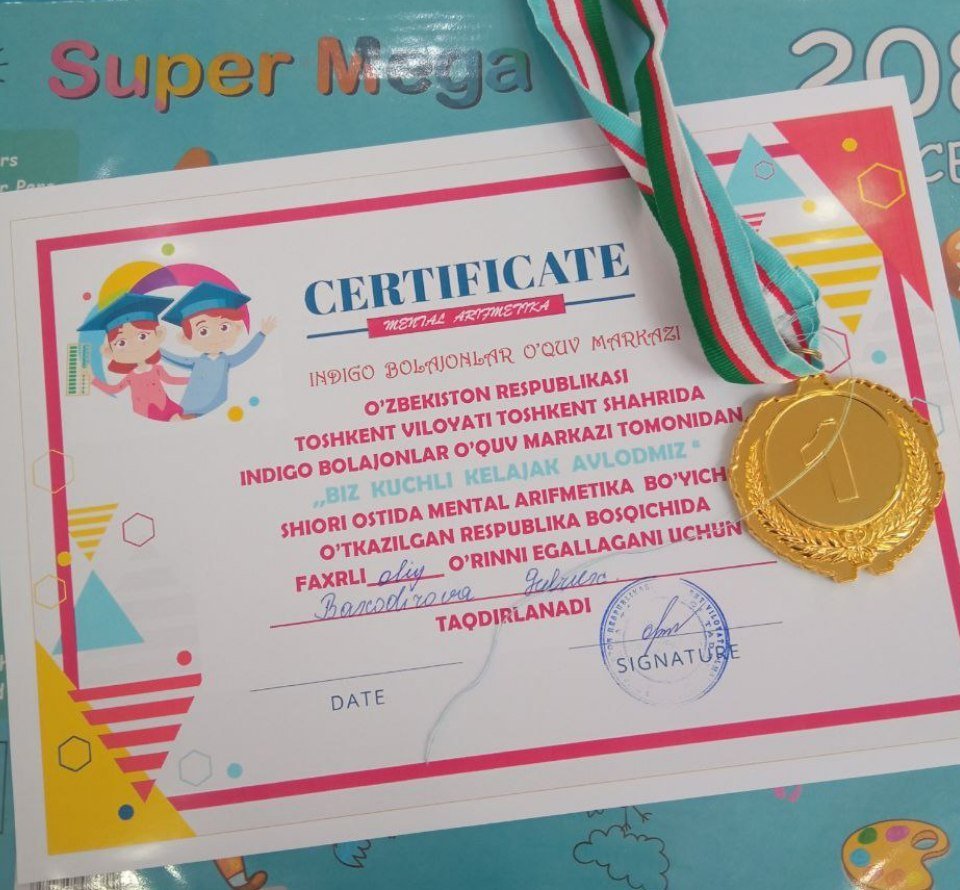 Super Mega
208
CERTIFICATE
MENTAL ARIFMETIKA
INDIGO BOLAJONLAR O'QUV MARKAZI
O'ZBEKISTON RESPUBLIKASI
TOSHKENT VILOYATI TOSHKENT SHAHRIDA
INDIGO BOLAJONLAR O'QUV MARKAZI TOMONIDAN
„BIZ KUCHLI KELAJAK AVLODMIZ“
SHIORI OSTIDA MENTAL ARIFMETIKA BO'YICH
O'TKAZILGAN RESPUBLIKA BOSQICHIDA
FAXRLI oliy O'RINNI EGALLAGANI UCHUN
Baxodirova
TAQDIRLANADI
DATE
SIGNATURE
1